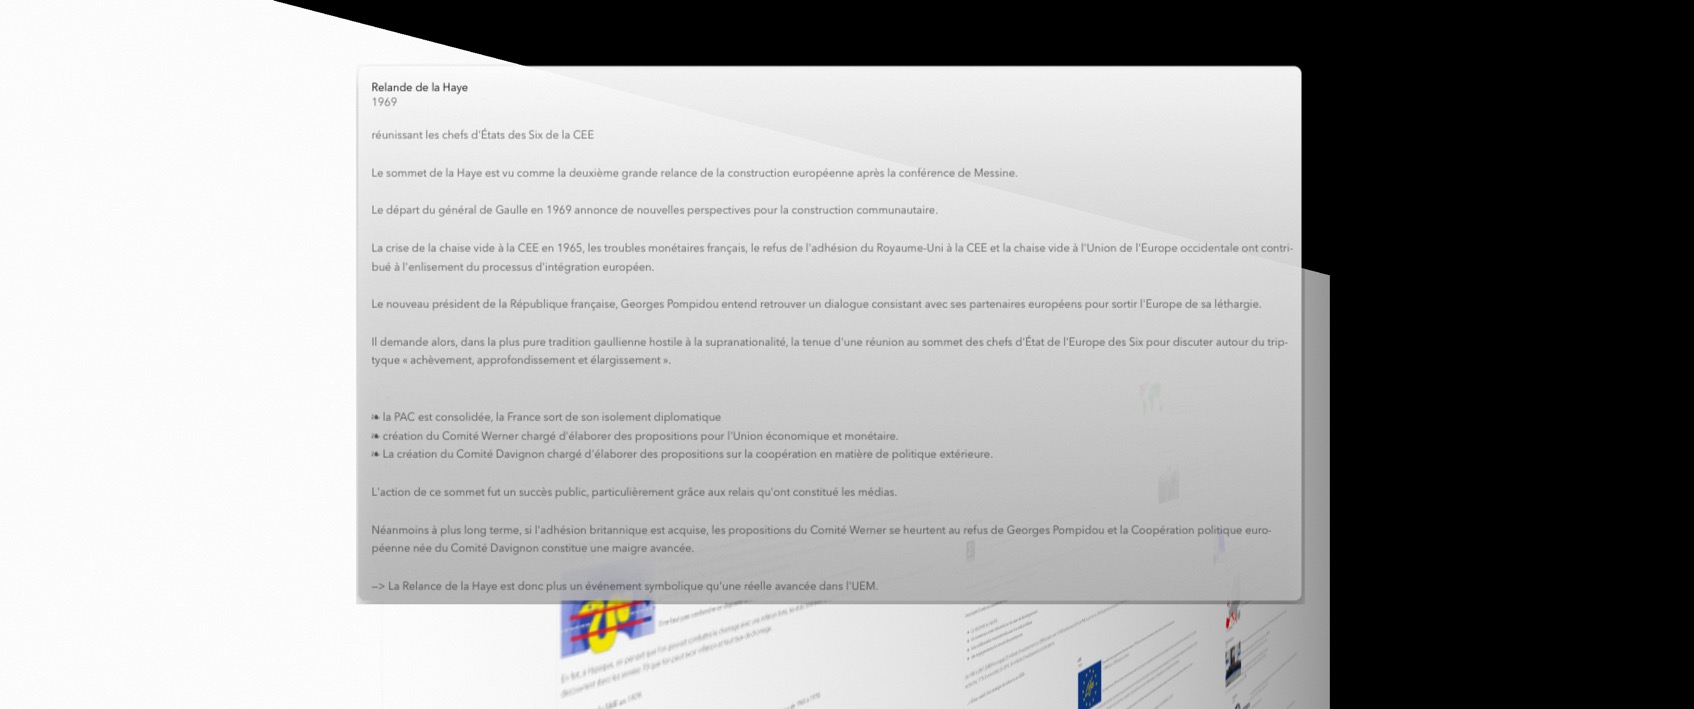 Relande de la Haye
1969
réunissant les chefs d'États des Six de la CEE
Le sommet de la Haye est vu comme la deuxième grande relance de la construction européenne après la conférence de Messine.
Le départ du général de Gaulle en 1969 annonce de nouvelles perspectives pour la construction communautaire.
La crise de la chaise vide à la CEE en 1965, les troubles monétaires français, le refus de l'adhésion du Royaume-Uni à la CEE et la chaise vide à l'Union de l'Europe occidentale ont contri-
bué à l'enlisement du processus d'intégration européen.
Le nouveau président de la République française, Georges Pompidou entend retrouver un dialogue consistant avec ses partenaires européens pour sortir l'Europe de sa léthargie.
Il demande alors, dans la plus pure tradition gaullienne hostile à la supranationalité, la tenue d'une réunion au sommet des chefs d'État de l'Europe des Six pour discuter autour du trip-
tyque « achèvement, approfondissement et élargissement ».
❧ la PAC est consolidée, la France sort de son isolement diplomatique
❧ création du Comité Werner chargé d'élaborer des propositions pour l'Union économique et monétaire.
❧ La création du Comité Davignon chargé d'élaborer des propositions sur la coopération en matière de politique extérieure.
L'action de ce sommet fut un succès public, particulièrement grâce aux relais qu'ont constitué les médias.
Néanmoins à plus long terme, si l'adhésion britannique est acquise, les propositions du Comité Werner se heurtent au refus de Georges Pompidou et la Coopération politique euro-
péenne née du Comité Davignon constitue une maigre avancée.
—> La Relance de la Haye est donc plus un événement symbolique qu'une réelle avancée dans l'UEM.